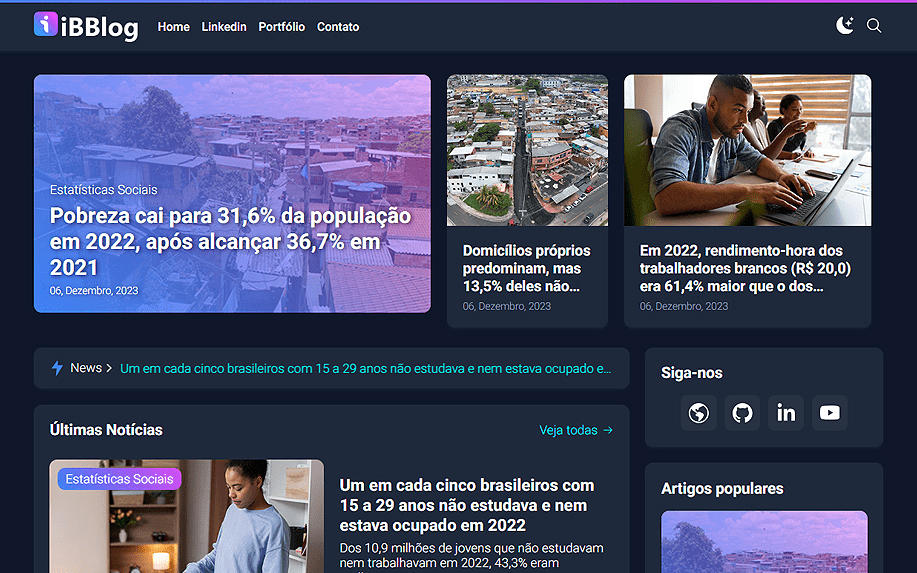 iBBlog
Home Linkedin Portfólio Contato
Estatísticas Sociais
Pobreza cai para 31,6% da população
em 2022, após alcançar 36,7% em
2021
06, Dezembro, 2023
Domicílios próprios
predominam, mas
13,5% deles não...
06, Dezembro, 2023
Em 2022, rendimento-hora dos
trabalhadores brancos (R$ 20,0)
era 61,4% maior que o dos...
06, Dezembro, 2023
News
Um em cada cinco brasileiros com 15 a 29 anos não estudava e nem estava ocupado e...
Siga-nos
Últimas Notícias
Veja todas →
Estatísticas Sociais
Um em cada cinco brasileiros com
15 a 29 anos não estudava e nem
estava ocupado em 2022
Dos 10,9 milhões de jovens que não estudavam
nem trabalhavam em 2022, 43,3% eram
Artigos populares